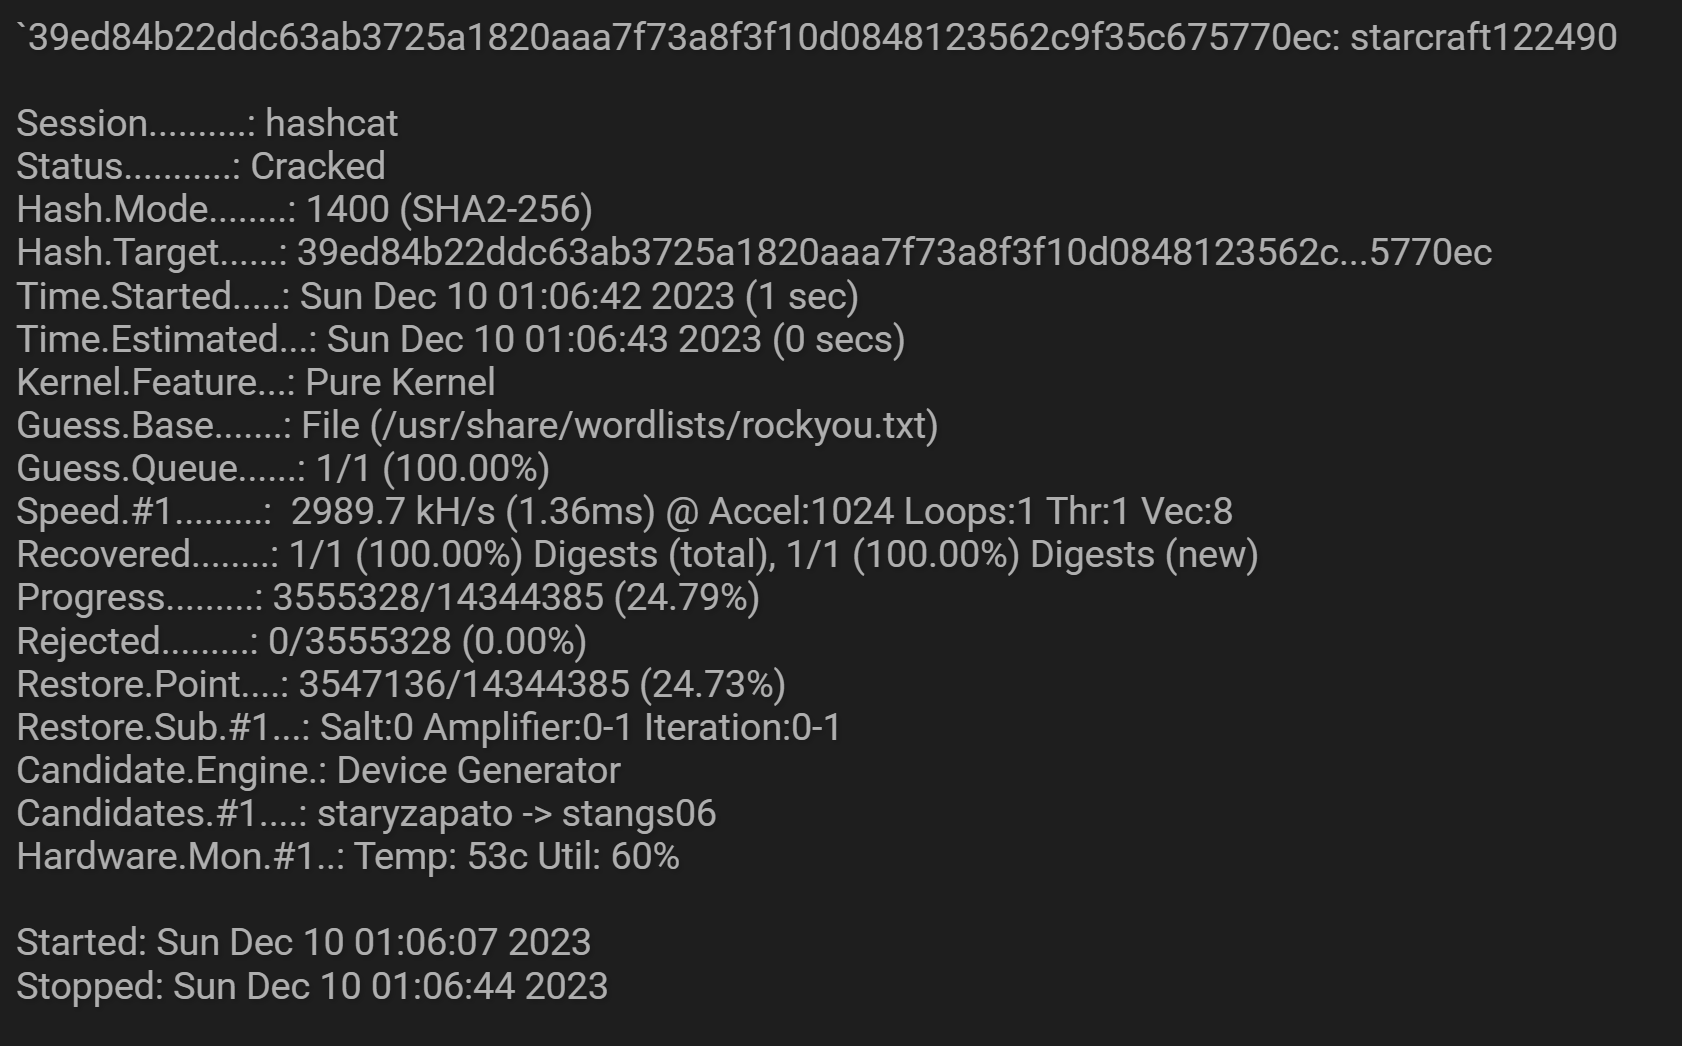 `39ed84b22ddc63ab3725a1820aaa7f73a8f3f10d0848123562c9f35c675770ec: starcraft122490
Session..........: hashcat
Status...........: Cracked
Hash.Mode........: 1400 (SHA2-256)
Hash.Target......: 39ed84b22ddc63ab3725a1820aaa7f73a8f3f10d0848123562c...5770ec
Time.Started.....: Sun Dec 10 01:06:42 2023 (1 sec)
Time.Estimated...: Sun Dec 10 01:06:43 2023 (0 secs)
Kernel.Feature...: Pure Kernel
Guess.Base.......: File (/usr/share/wordlists/rockyou.txt)
Guess.Queue......: 1/1 (100.00%)
Speed.#1.........:  2989.7 kH/s (1.36ms) @ Accel:1024 Loops:1 Thr:1 Vec:8
Recovered........: 1/1 (100.00%) Digests (total), 1/1 (100.00%) Digests (new)
Progress.........: 3555328/14344385 (24.79%)
Rejected.........: 0/3555328 (0.00%)
Restore.Point....: 3547136/14344385 (24.73%)
Restore.Sub.#1...: Salt:0 Amplifier:0-1 Iteration:0-1
Candidate.Engine.: Device Generator
Candidates.#1....: staryzapato -> stangs06
Hardware.Mon.#1..: Temp: 53c Util: 60%
Started: Sun Dec 10 01:06:07 2023
Stopped: Sun Dec 10 01:06:44 2023